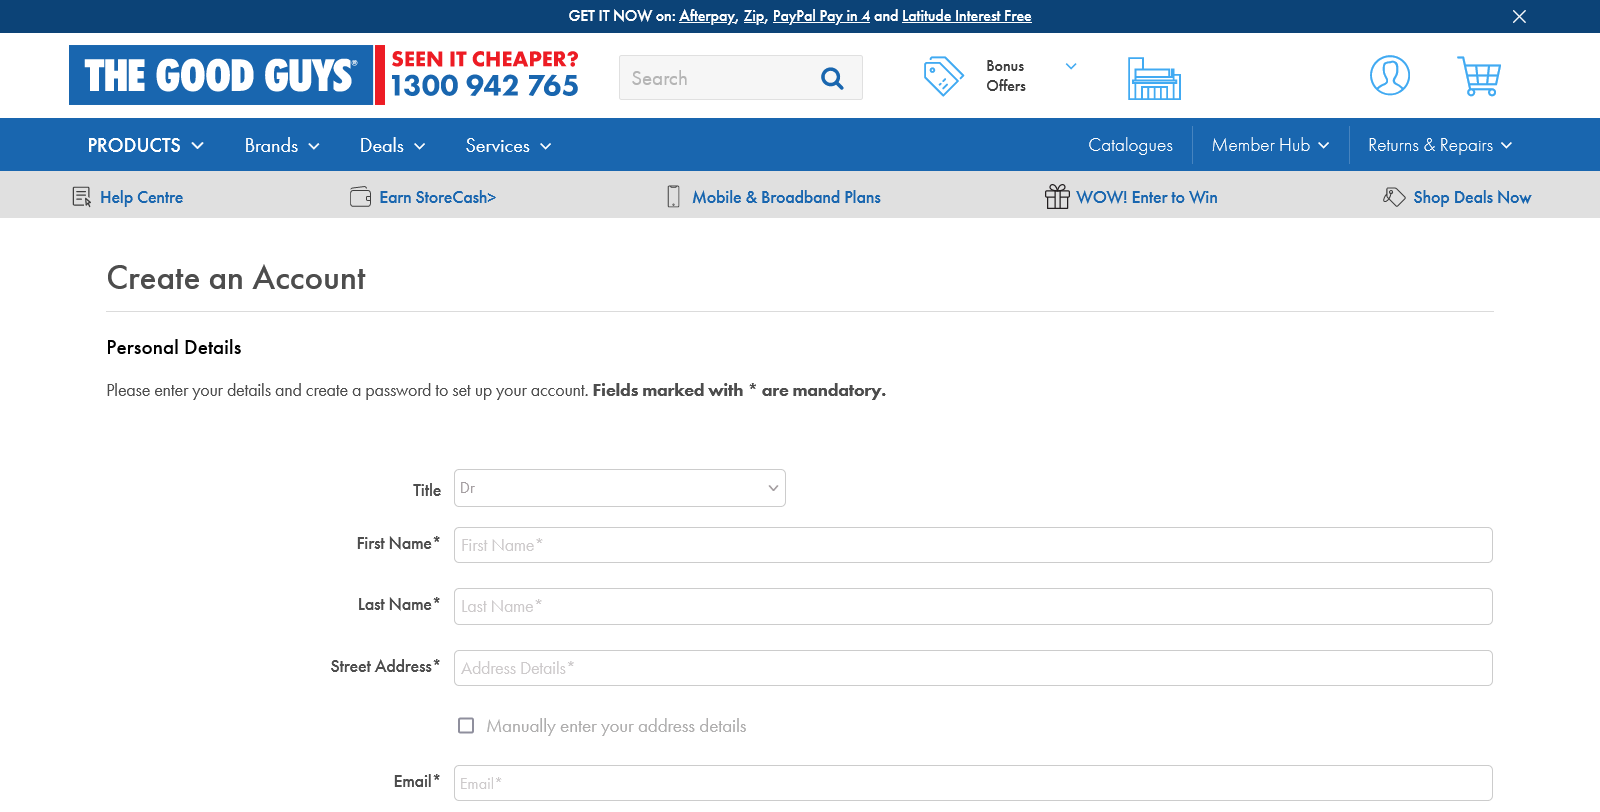 GET IT NOW on: Afterpay, Zip, PayPal Pay in 4 and Latitude Interest Free
THE GOOD GUYS®
SEEN IT CHEAPER?
1300 942 765
Search
Bonus
Offers
PRODUCTS
Brands
Deals
Services
Catalogues
Member Hub
Returns & Repairs
Help Centre
Earn StoreCash>
Mobile & Broadband Plans
WOW! Enter to Win
Shop Deals Now
Create an Account
Personal Details
Please enter your details and create a password to set up your account. Fields marked with * are mandatory.
Title
Dr
First Name*
First Name*
Last Name*
Last Name*
Street Address*
Address Details*
Manually enter your address details
Email*
Email*